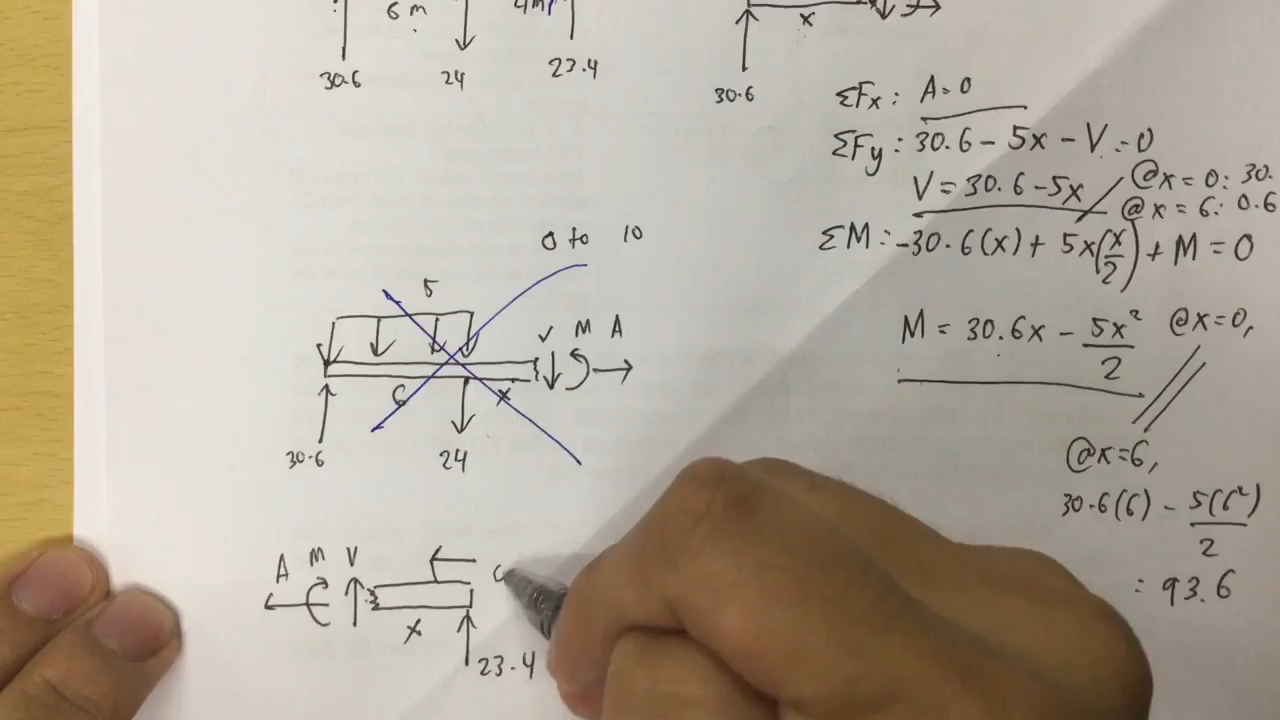 6 m 4m
30.6 24 23.4
x
30.6
ΣFx: A=0
ΣFy: 30.6 - 5x - V = 0
V = 30.6 - 5x
@x=0: 30.
@x=6: 0.6
ΣM: -30.6(x) + 5x(x/2) + M = 0
M = 30.6x - 5x²/2
@x=0,
@x=6,
30.6(6) - 5(6²)/2
: 93.6
0 to 10
5
V M A
6 x
30.6 24
A M V
x
23.4